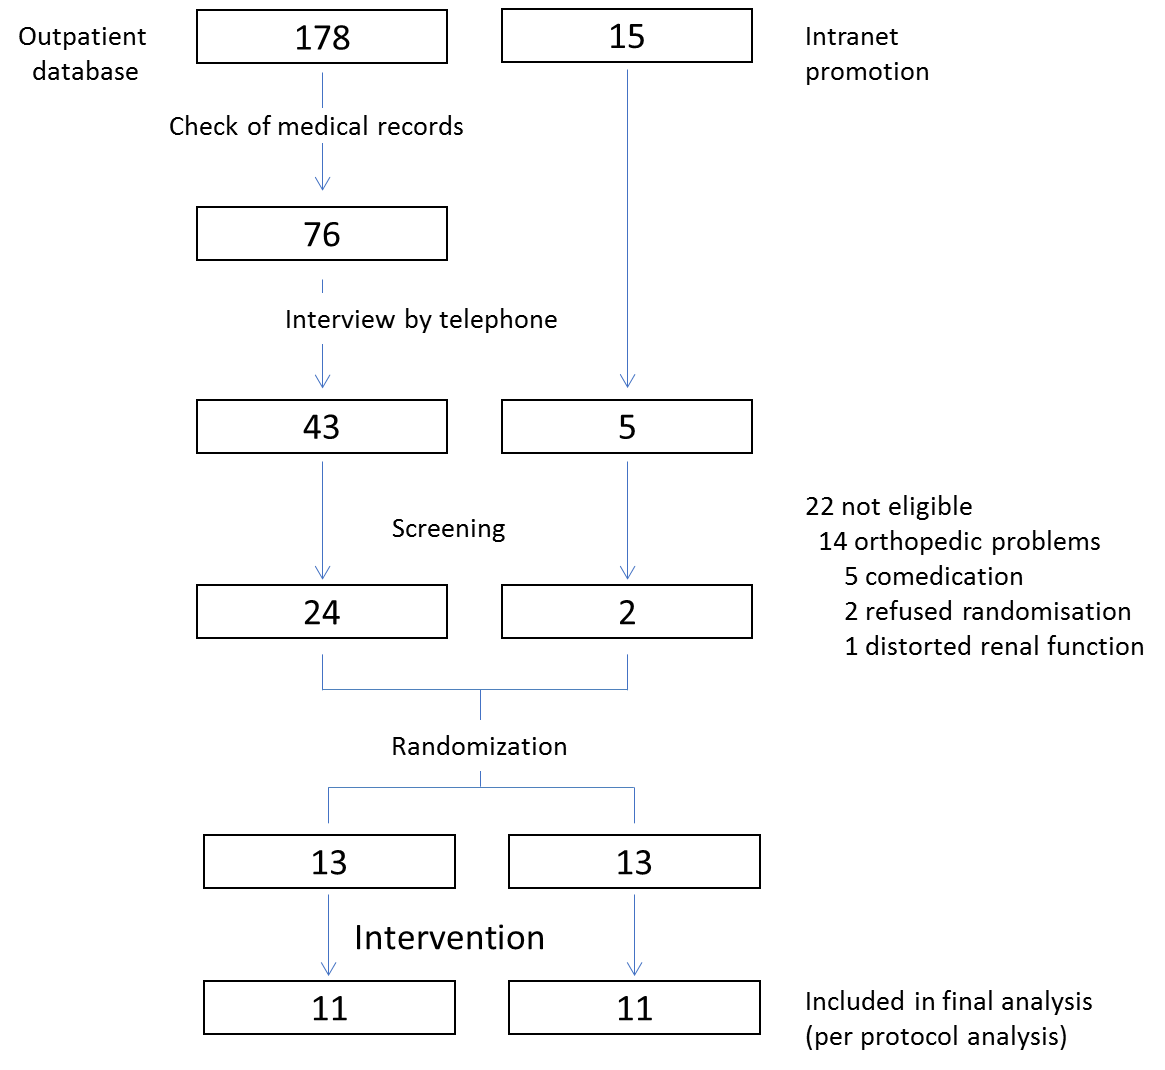 Outpatient
database
178
15
Intranet
promotion
Check of medical records
76
Interview by telephone
43
5
Screening
22 not eligible
14 orthopedic problems
5 comedication
2 refused randomisation
1 distorted renal function
24
2
Randomization
13
13
Intervention
11
11
Included in final analysis
(per protocol analysis)